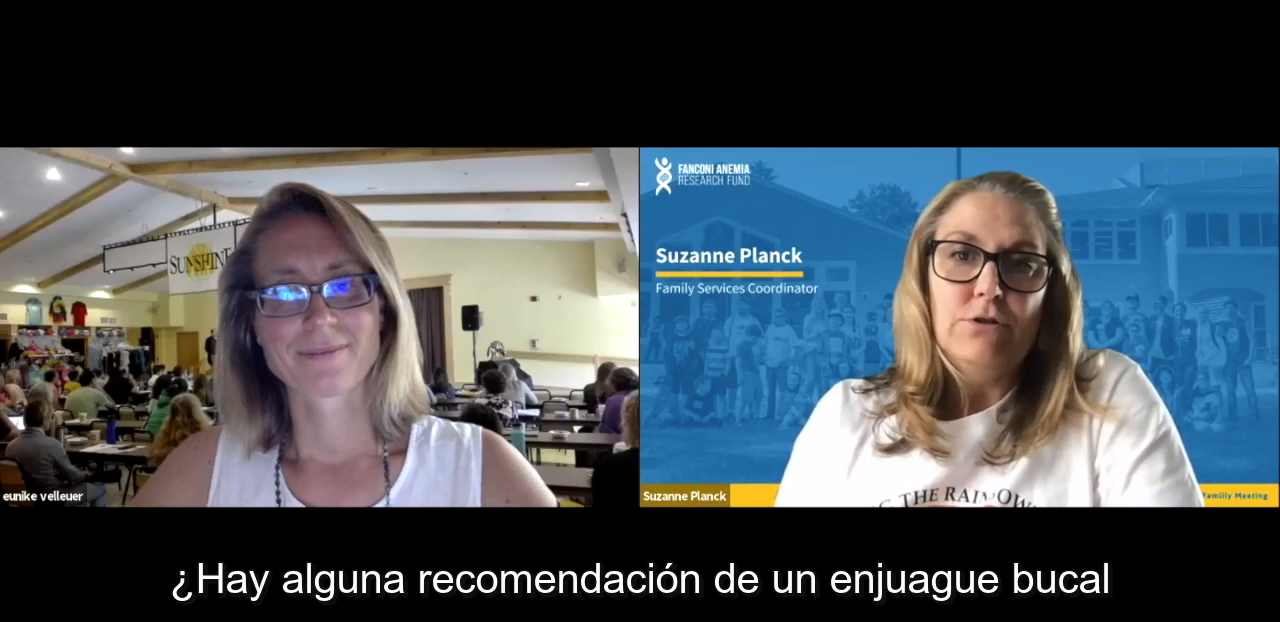 SUNSHINE
eunike velleuer
FANCONI ANEMIA
RESEARCH FUND
Suzanne Planck
Family Services Coordinator
THE RAINOW
Suzanne Planck
Family Meeting
¿Hay alguna recomendación de un enjuague bucal